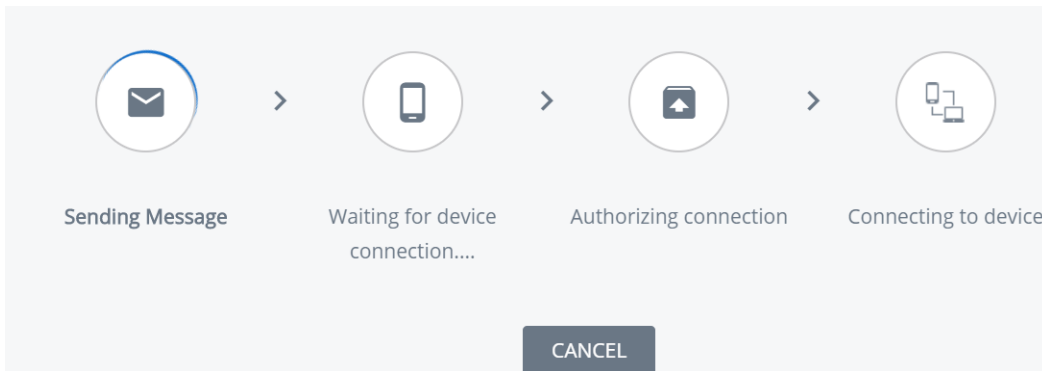 Sending Message
Waiting for device
connection....
Authorizing connection
Connecting to device
CANCEL